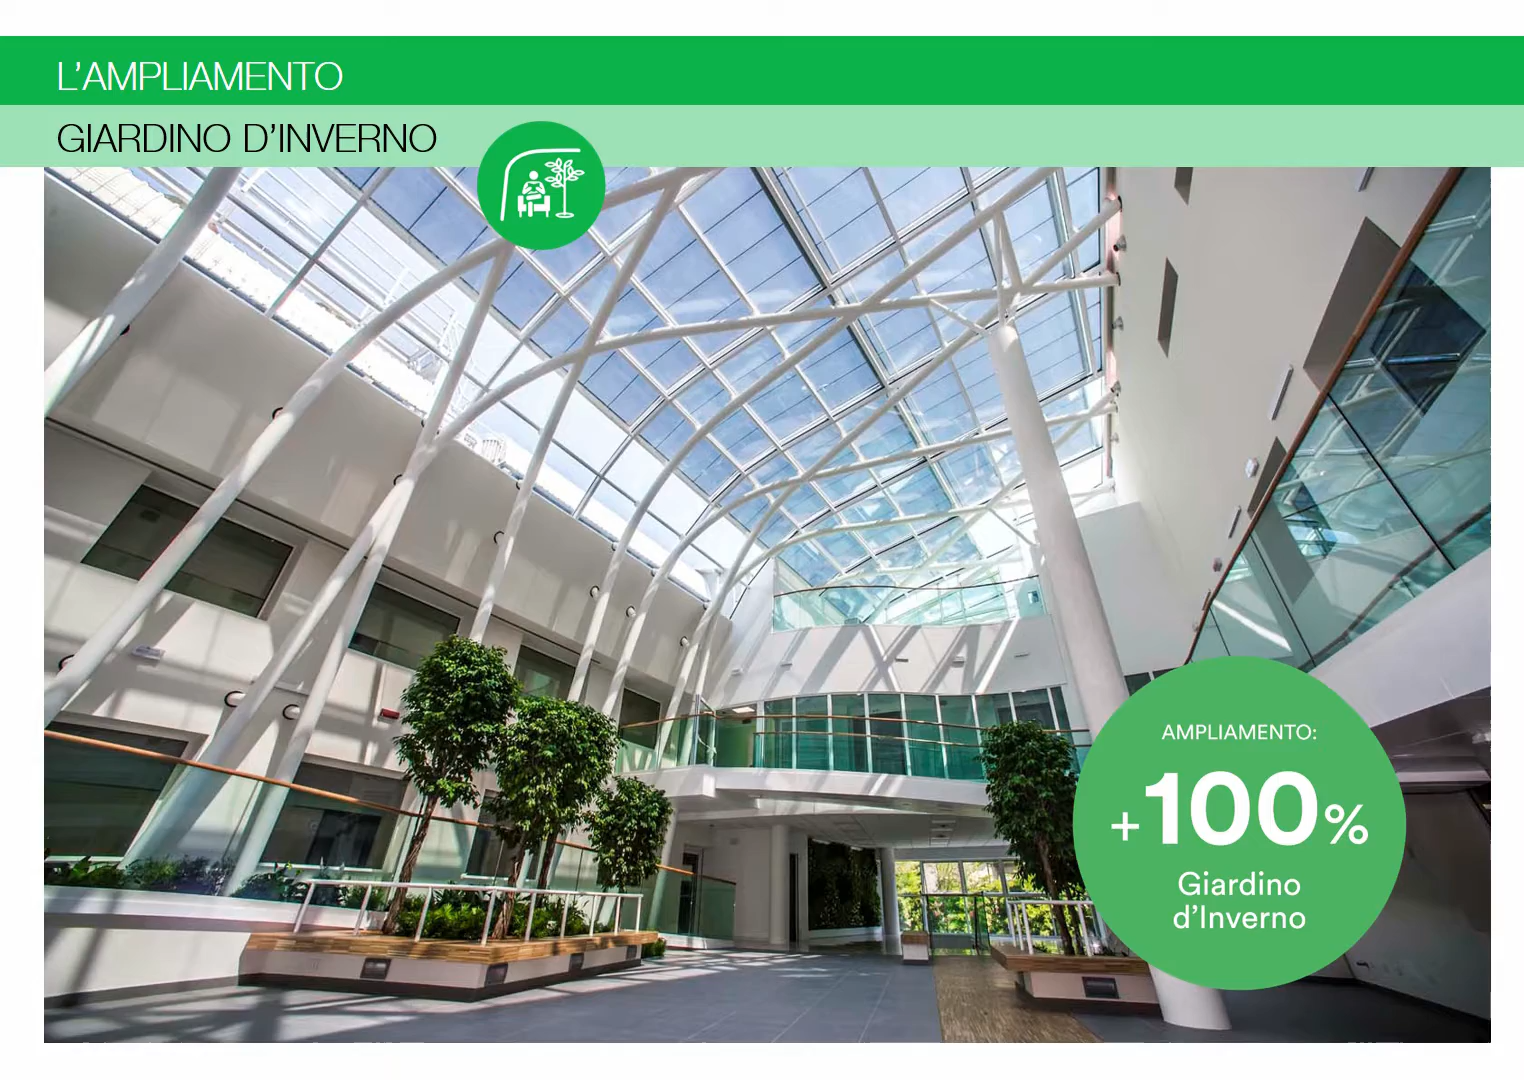 L'AMPLIAMENTO
GIARDINO D'INVERNO
AMPLIAMENTO:
+100%
Giardino
d'Inverno